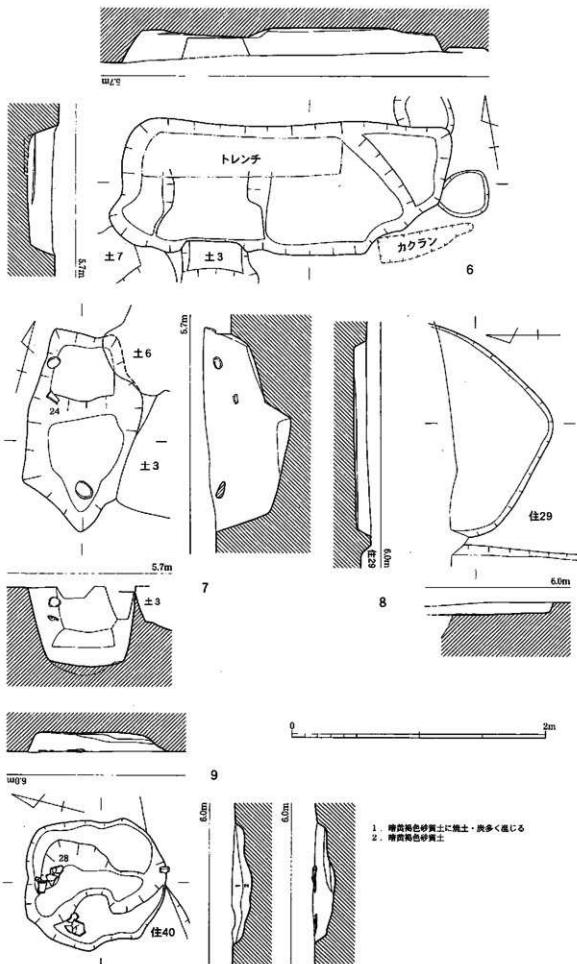 5.7m
5.7m
トレンチ
カクラン
土7
土3
6
土6
24
土3
5.7m
7
5.7m
土3
住29
住29
6.0m
6.0m
8
0
2m
6.0m
9
28
住40
6.0m
1
2
6.0m
1. 暗黄褐色砂質土に焼土・炭多く混じる
2. 暗黄褐色砂質土